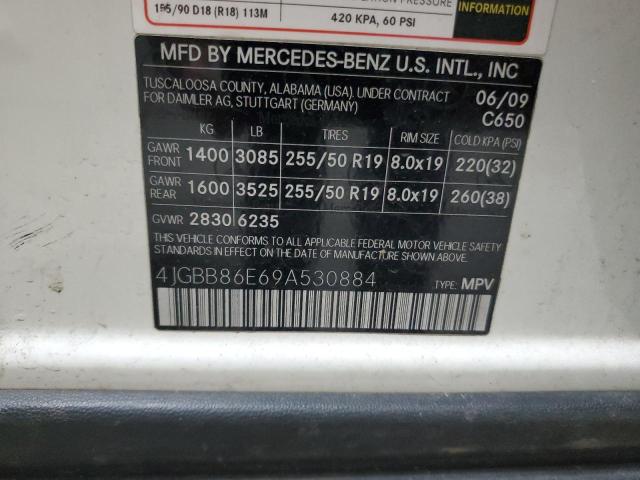 PRESSURE
INFORMATION
155/90 D18 (R18) 113M
420 KPA, 60 PSI
MFD BY MERCEDES-BENZ U.S. INTL., INC
TUSCALOOSA COUNTY, ALABAMA (USA). UNDER CONTRACT 06/09
FOR DAIMLER AG, STUTTGART (GERMANY) C650
KG LB TIRES RIM SIZE COLD KPA (PSI)
GAWR FRONT 1400 3085 255/50 R19 8.0x19 220(32)
GAWR REAR 1600 3525 255/50 R19 8.0x19 260(38)
GVWR 2830 6235
THIS VEHICLE CONFORMS TO ALL APPLICABLE FEDERAL MOTOR VEHICLE SAFETY
STANDARDS IN EFFECT ON THE DATE OF MANUFACTURE SHOWN ABOVE.
4JGBB86E69A530884 TYPE: MPV